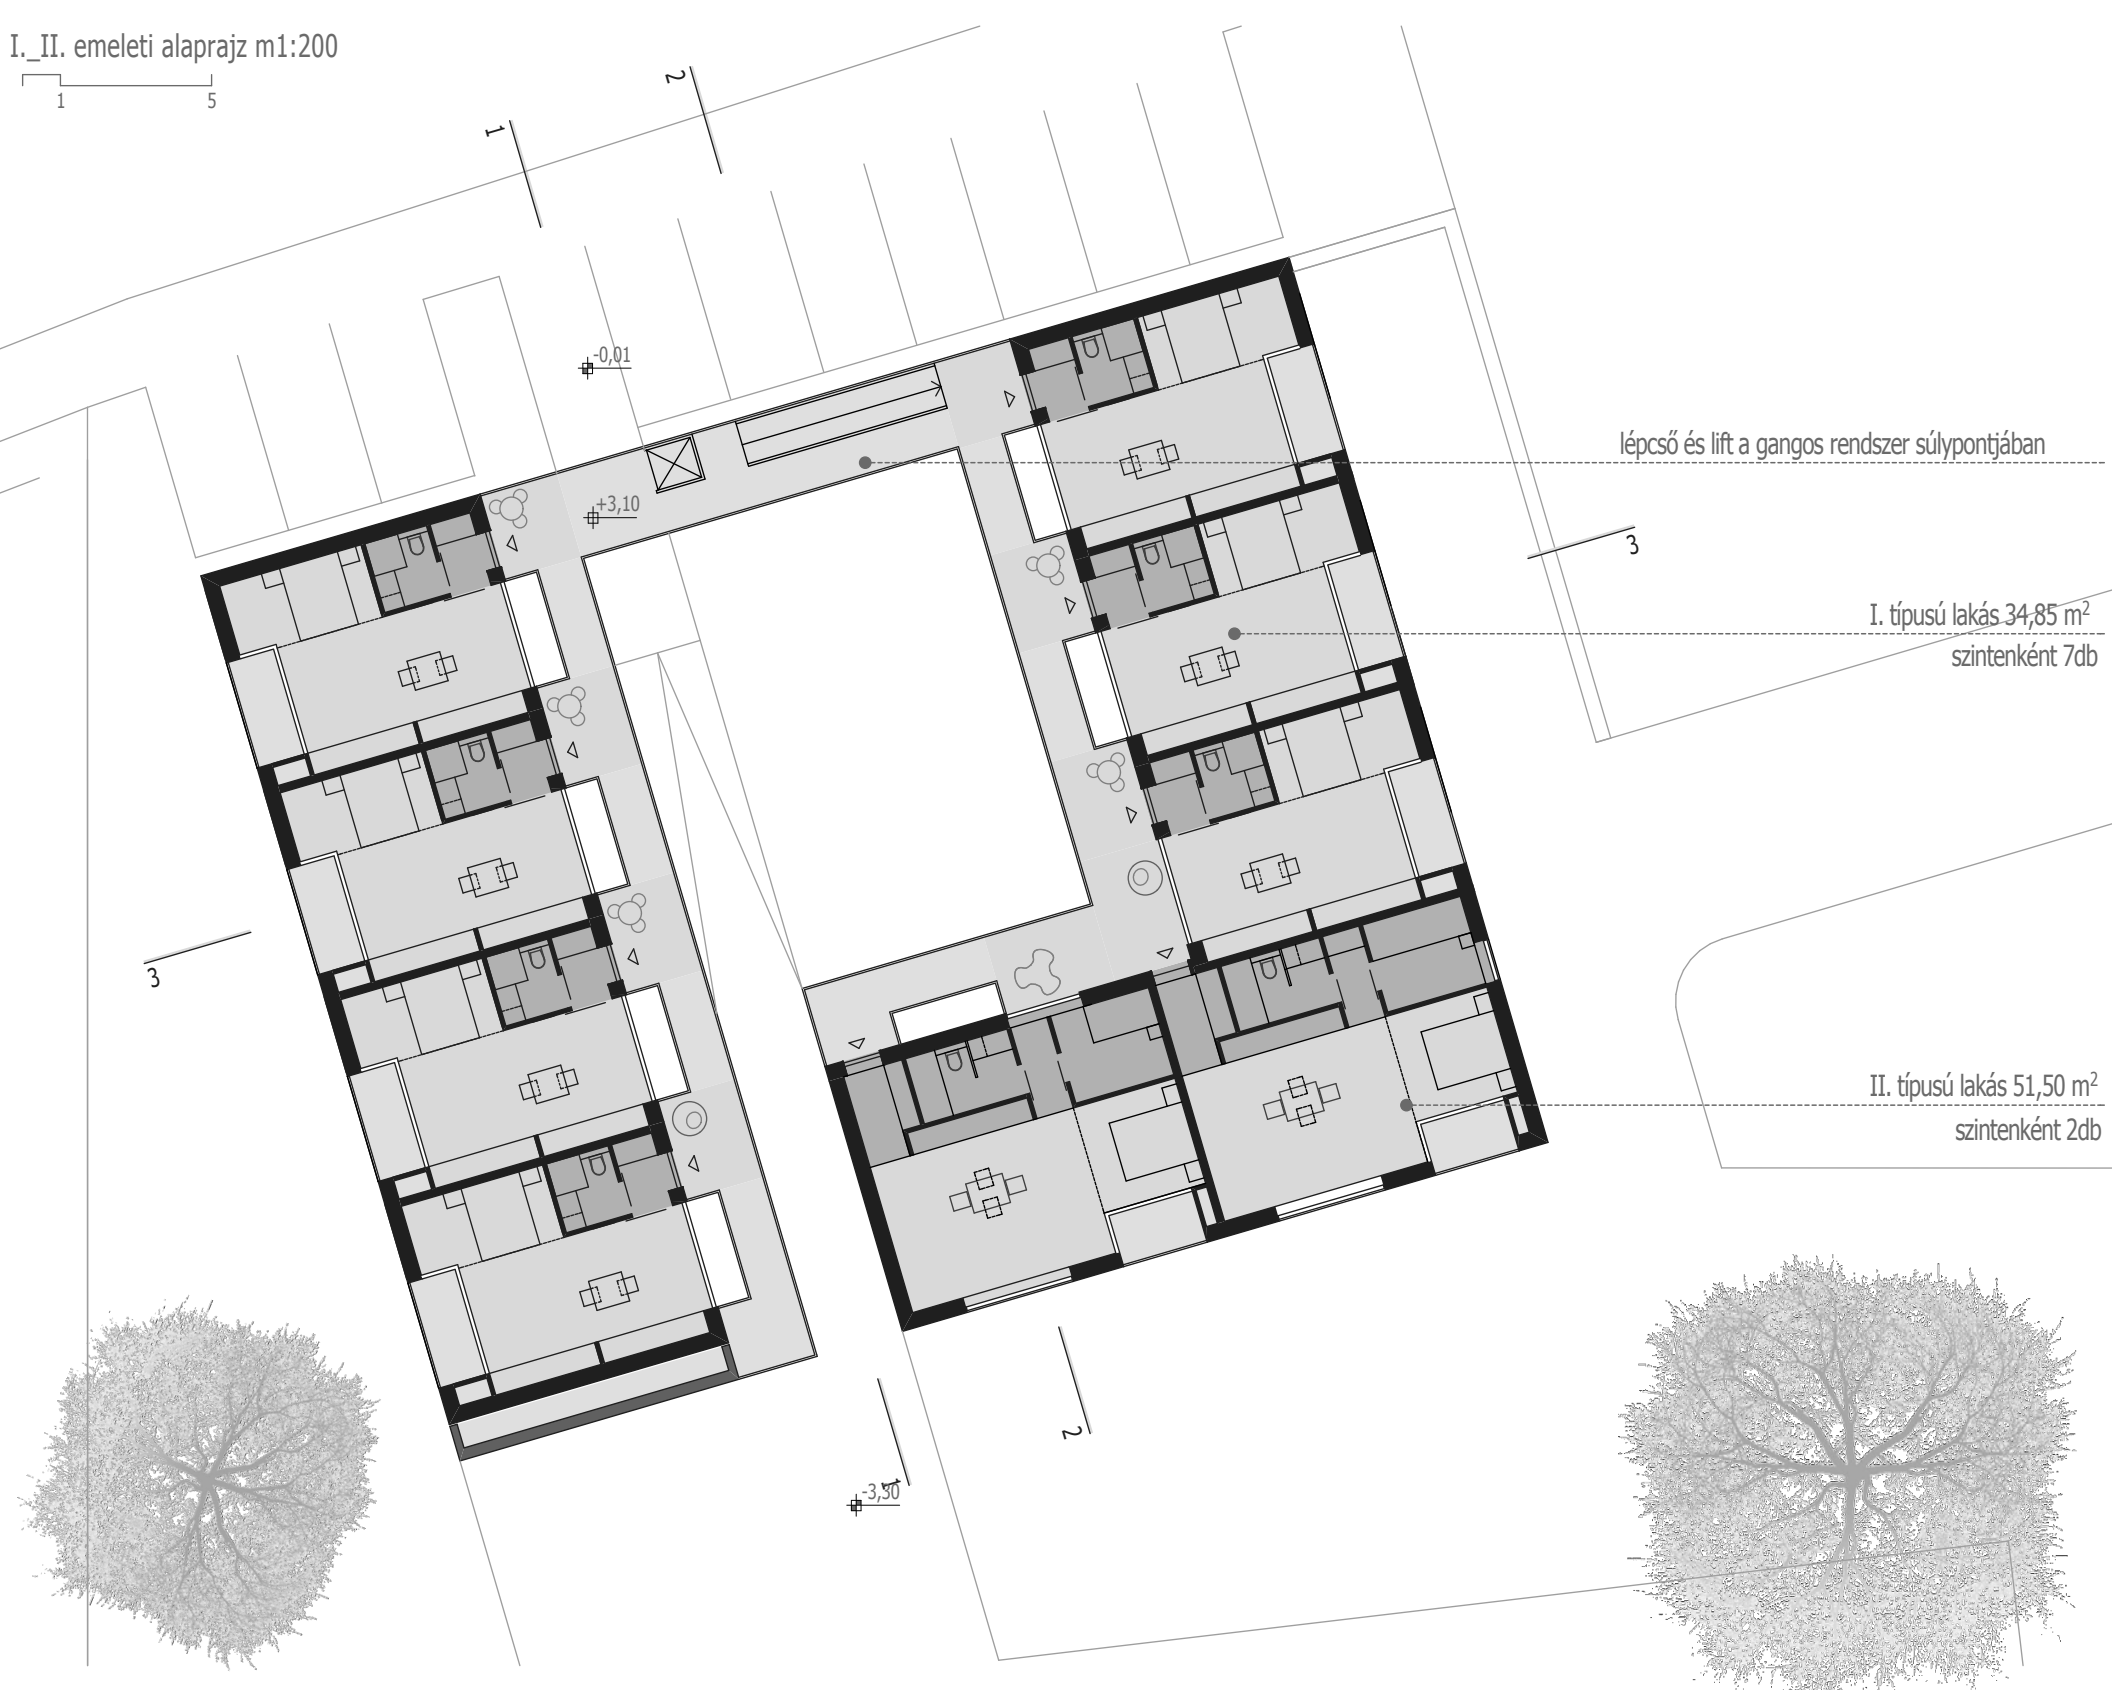 I._II. emeleti alaprajz m1:200
1
5
2
1
-0,01
lépcső és lift a gangos rendszer súlypontjában
+3,10
3
I. típusú lakás 34,85 m²
szintenként 7db
3
II. típusú lakás 51,50 m²
szintenként 2db
2
1
-3,30